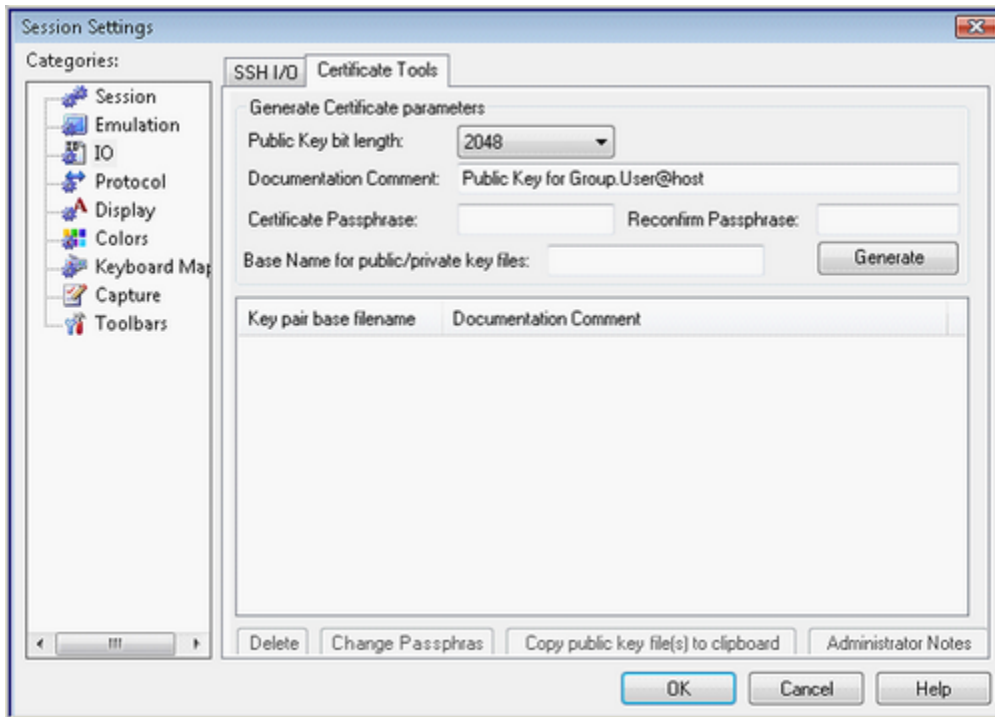 Session Settings
Categories:
Session
Emulation
IO
Protocol
Display
Colors
Keyboard Map
Capture
Toolbars
SSH I/O
Certificate Tools
Generate Certificate parameters
Public Key bit length: 2048
Documentation Comment: Public Key for Group.User@host
Certificate Passphrase: Reconfirm Passphrase:
Base Name for public/private key files: Generate
Key pair base filename Documentation Comment
Delete Change Passphras Copy public key file(s) to clipboard Administrator Notes
OK Cancel Help